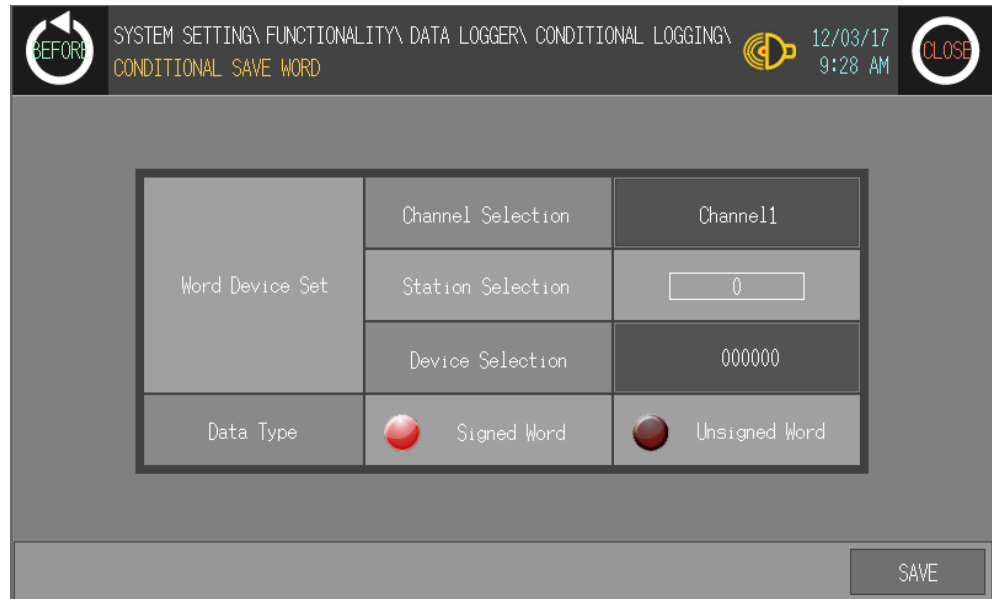 BEFORE
SYSTEM SETTING\ FUNCTIONALITY\ DATA LOGGER\ CONDITIONAL LOGGING\
CONDITIONAL SAVE WORD
12/03/17
9:28 AM
CLOSE
Word Device Set
Channel Selection
Channel1
Station Selection
0
Device Selection
000000
Data Type
Signed Word
Unsigned Word
SAVE